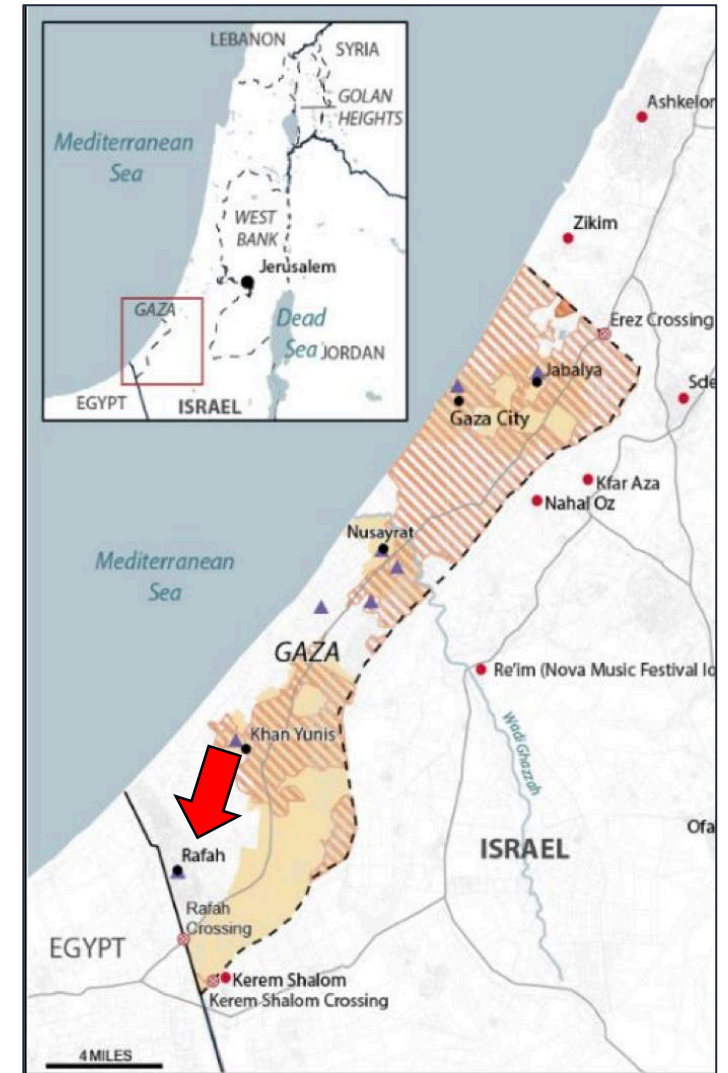 LEBANON
SYRIA
GOLAN
HEIGHTS
Mediterranean
Sea
WEST
BANK
Jerusalem
GAZA
Dead
Sea
JORDAN
EGYPT
ISRAEL
Ashkelon
Zikim
Erez Crossing
Jabalya
Sde
Gaza City
Kfar Aza
Nahal Oz
Nusayrat
Mediterranean
Sea
GAZA
Re'im (Nova Music Festival lo
Khan Yunis
Wadi Ghazzah
Ofa
ISRAEL
Rafah
Rafah
Crossing
EGYPT
Kerem Shalom
Kerem Shalom Crossing
4 MILES